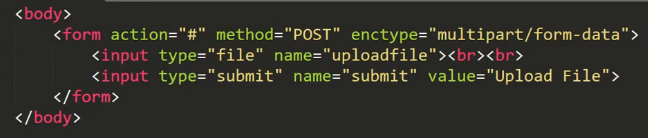 <body>
<form action="#" method="POST" enctype="multipart/form-data">
<input type="file" name="uploadfile"><br><br>
<input type="submit" name="submit" value="Upload File">
</form>
</body>